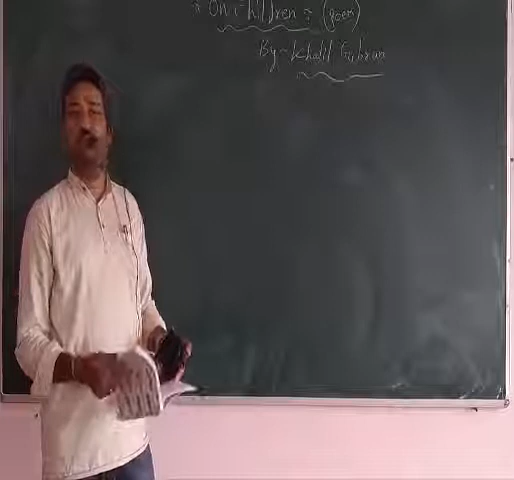 :- On Children :- (poem)
By - Khalil Gibran